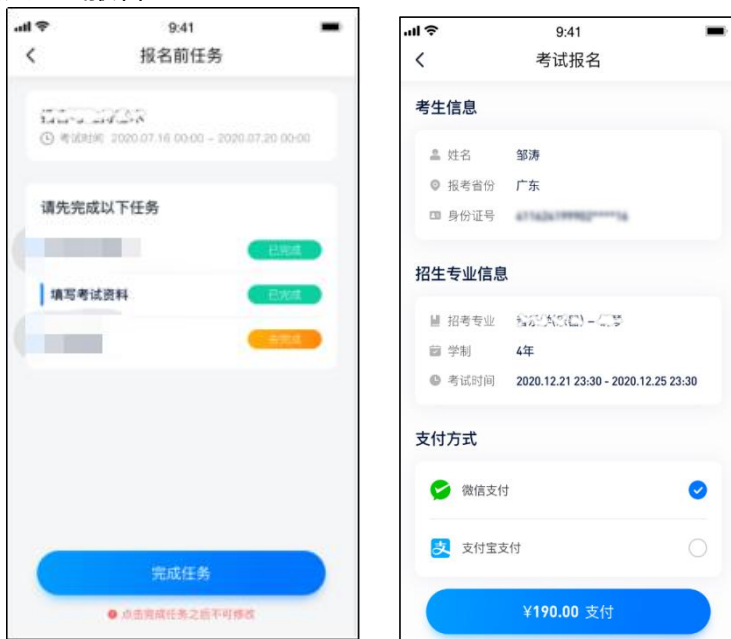 9:41
报名前任务
考试时间 2020.07.16 00:00 - 2020.07.20 00:00
请先完成以下任务
已完成
填写考试资料
已完成
未完成
完成任务
点击完成任务之后不可修改
9:41
考试报名
考生信息
姓名 邹涛
报考省份 广东
身份证号
招生专业信息
招考专业
学制 4年
考试时间 2020.12.21 23:30 - 2020.12.25 23:30
支付方式
微信支付
支 支付宝支付
¥190.00 支付